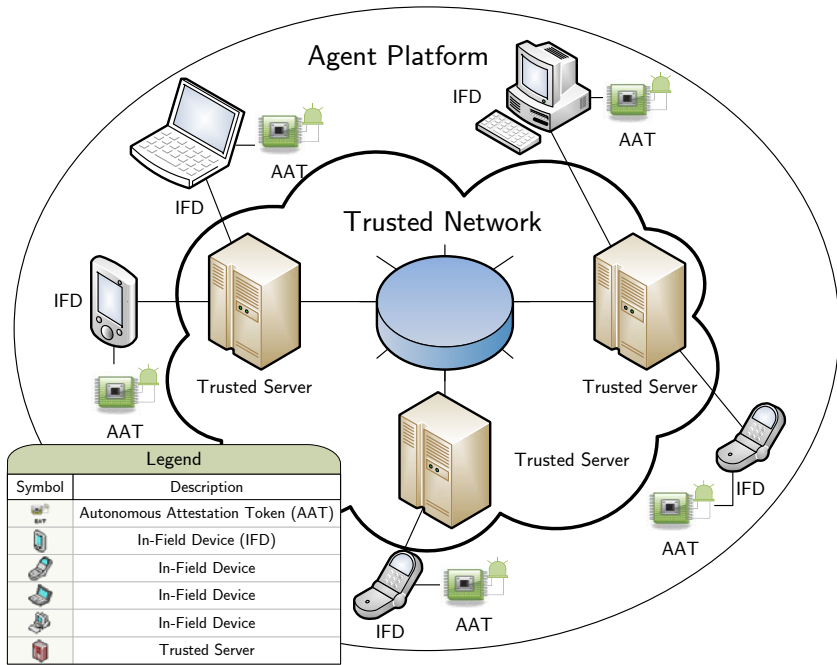 Agent Platform
IFD
AAT
AAT
IFD
Trusted Network
IFD
Trusted Server
Trusted Server
AAT
Trusted Server
IFD
AAT
IFD
AAT
Legend
Symbol Description
AAT Autonomous Attestation Token (AAT)
In-Field Device (IFD)
In-Field Device
In-Field Device
In-Field Device
Trusted Server